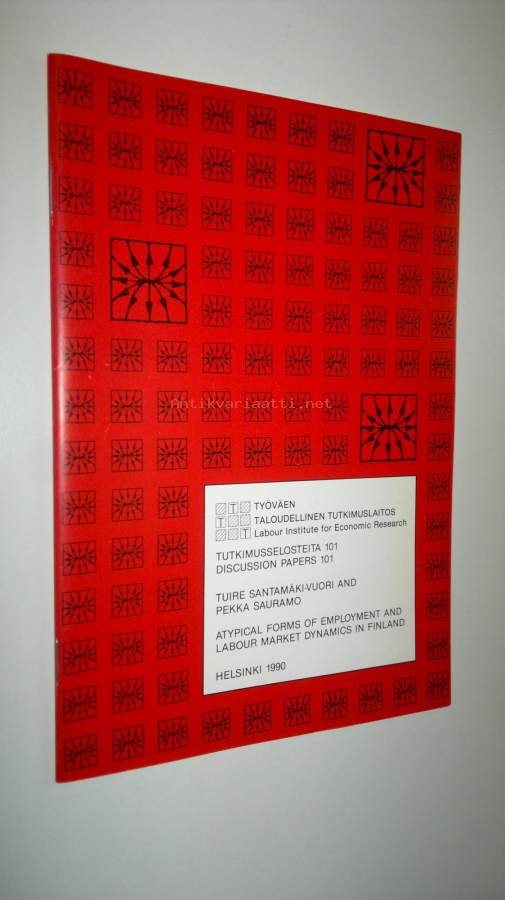 Antikvariaatti.net
T
T
T
TYÖVÄEN
TALOUDELLINEN TUTKIMUSLAITOS
Labour Institute for Economic Research
TUTKIMUSSELOSTEITA 101
DISCUSSION PAPERS 101
TUIRE SANTAMÄKI-VUORI AND
PEKKA SAURAMO
ATYPICAL FORMS OF EMPLOYMENT AND
LABOUR MARKET DYNAMICS IN FINLAND
HELSINKI 1990